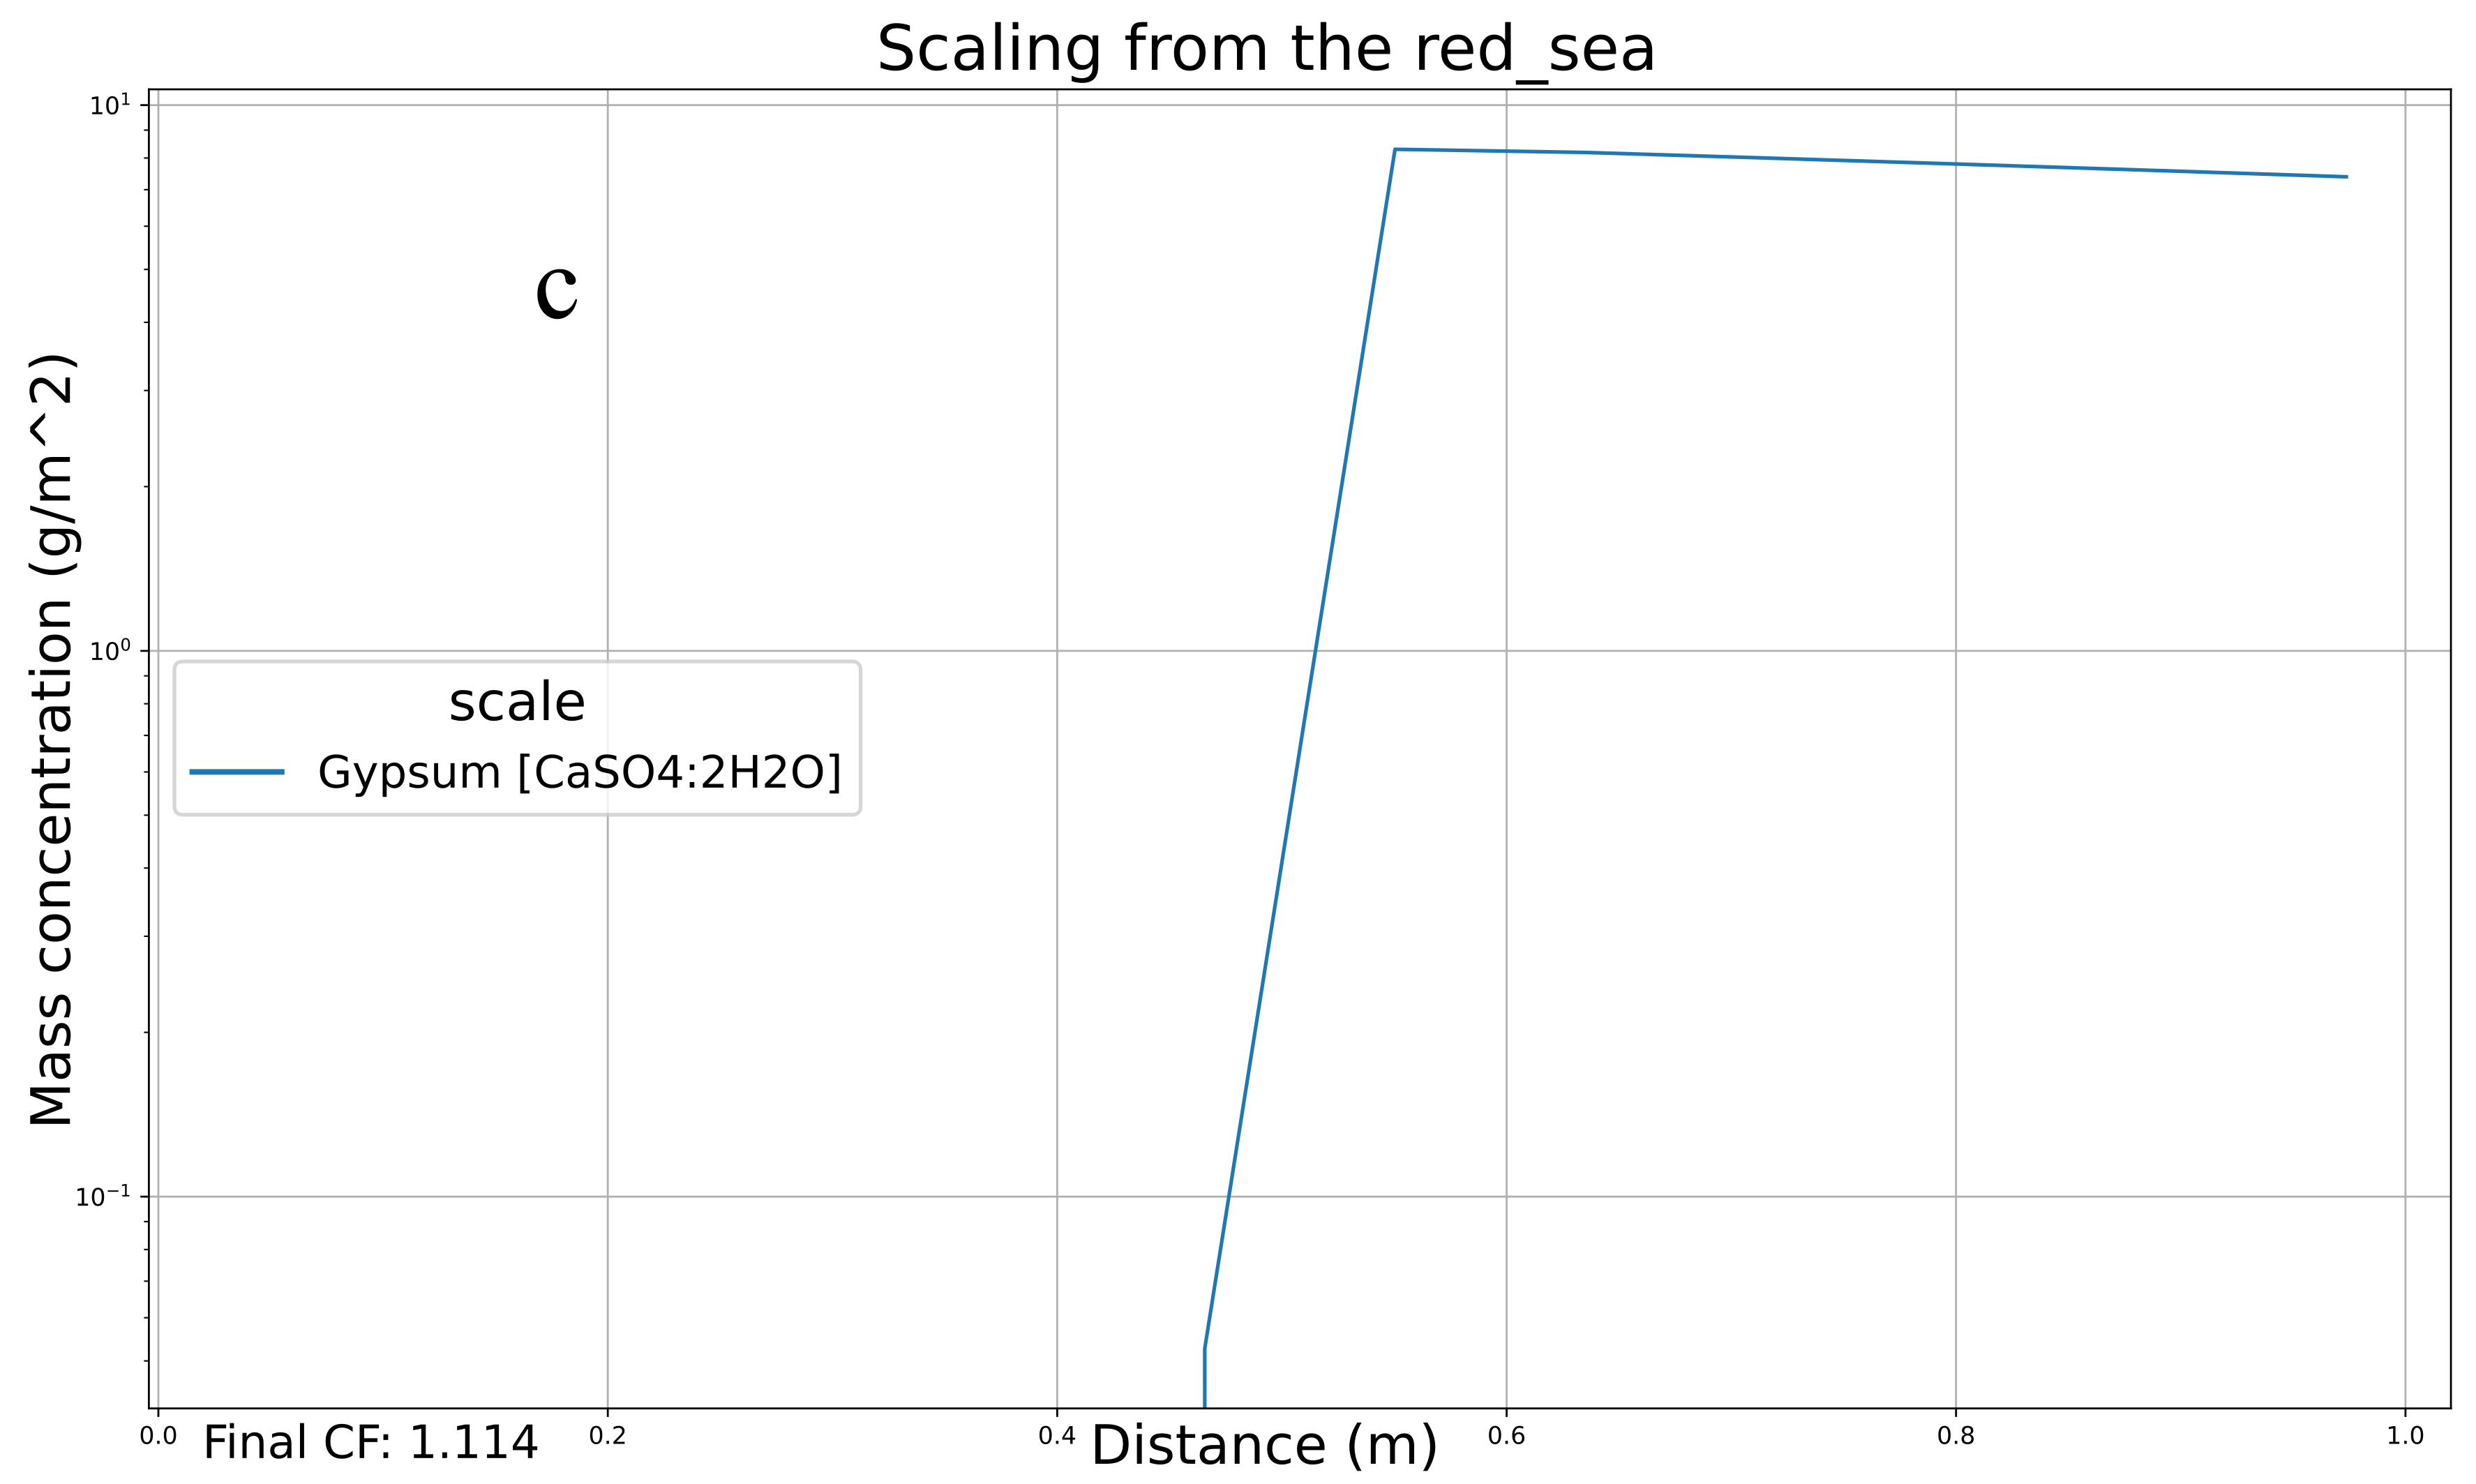 Scaling from the red_sea
10¹
c
Mass concentration (g/m^2)
10⁰
scale
Gypsum [CaSO4:2H2O]
10⁻¹
0.0
0.2
0.4
0.6
0.8
1.0
Final CF: 1.114
Distance (m)